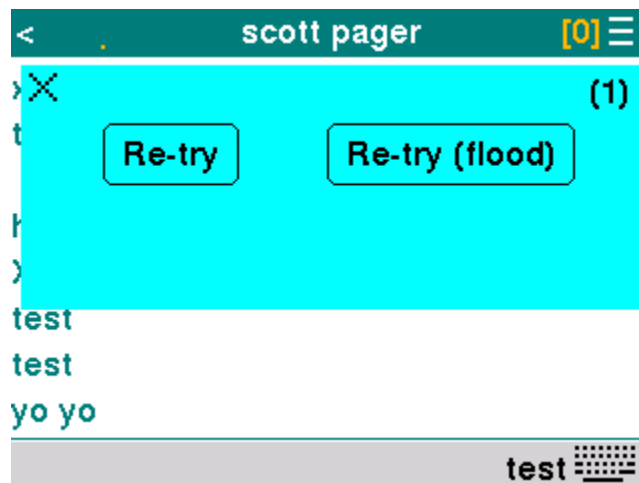 < . scott pager [0]
(1)
Re-try Re-try (flood)
test
test
yo yo
test